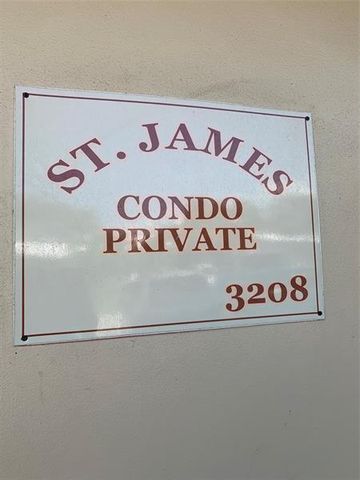 ST. JAMES
CONDO
PRIVATE
3208